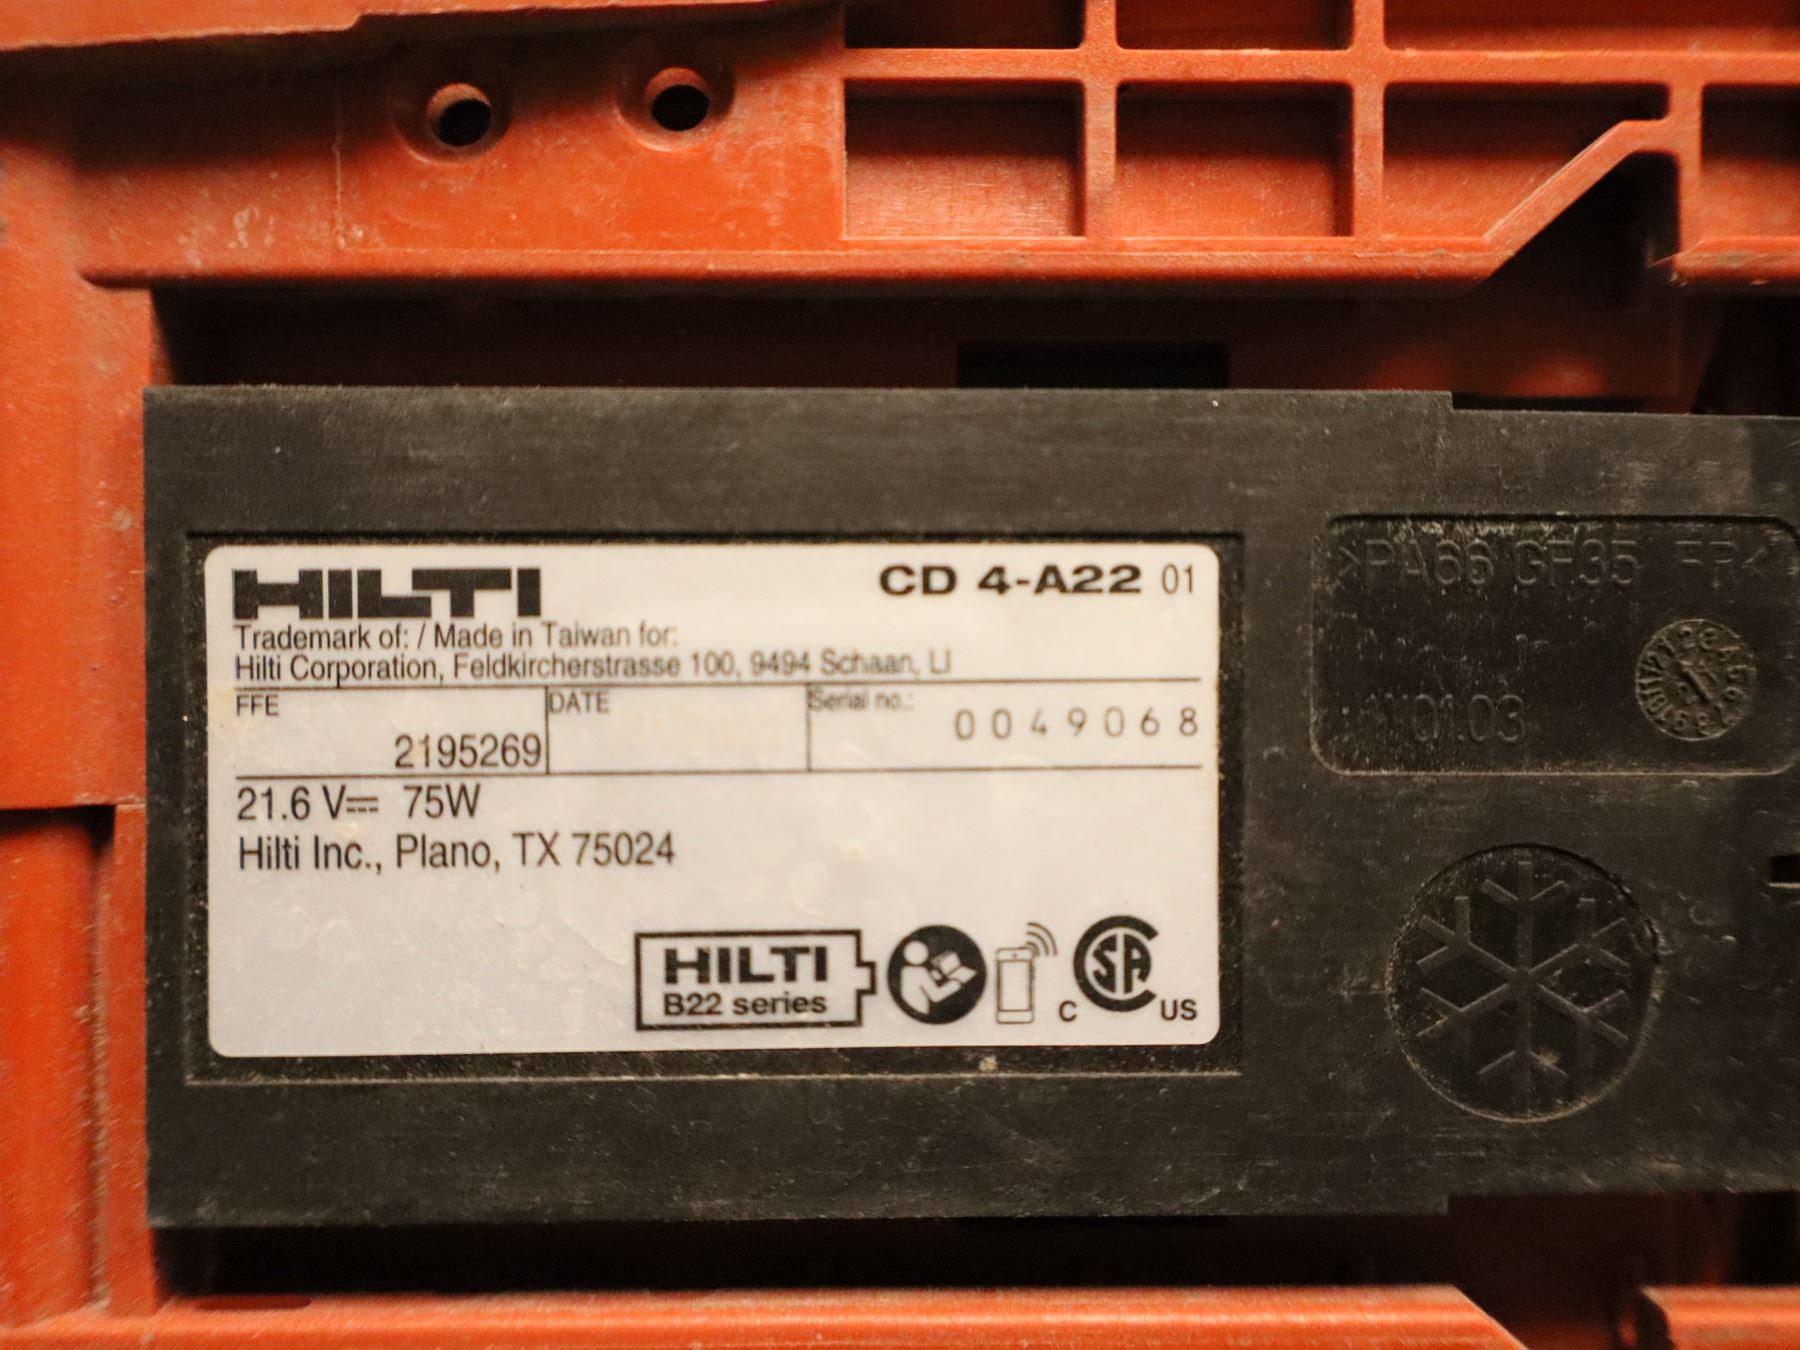 HILTI
CD 4-A22 01
Trademark of: / Made in Taiwan for:
Hilti Corporation, Feldkircherstrasse 100, 9494 Schaan, LI
FFE DATE Serial no.:
2195269 0049068
21.6 V⎓ 75W
Hilti Inc., Plano, TX 75024
HILTI
B22 series
C SA US
>PA66 GF35 FR<